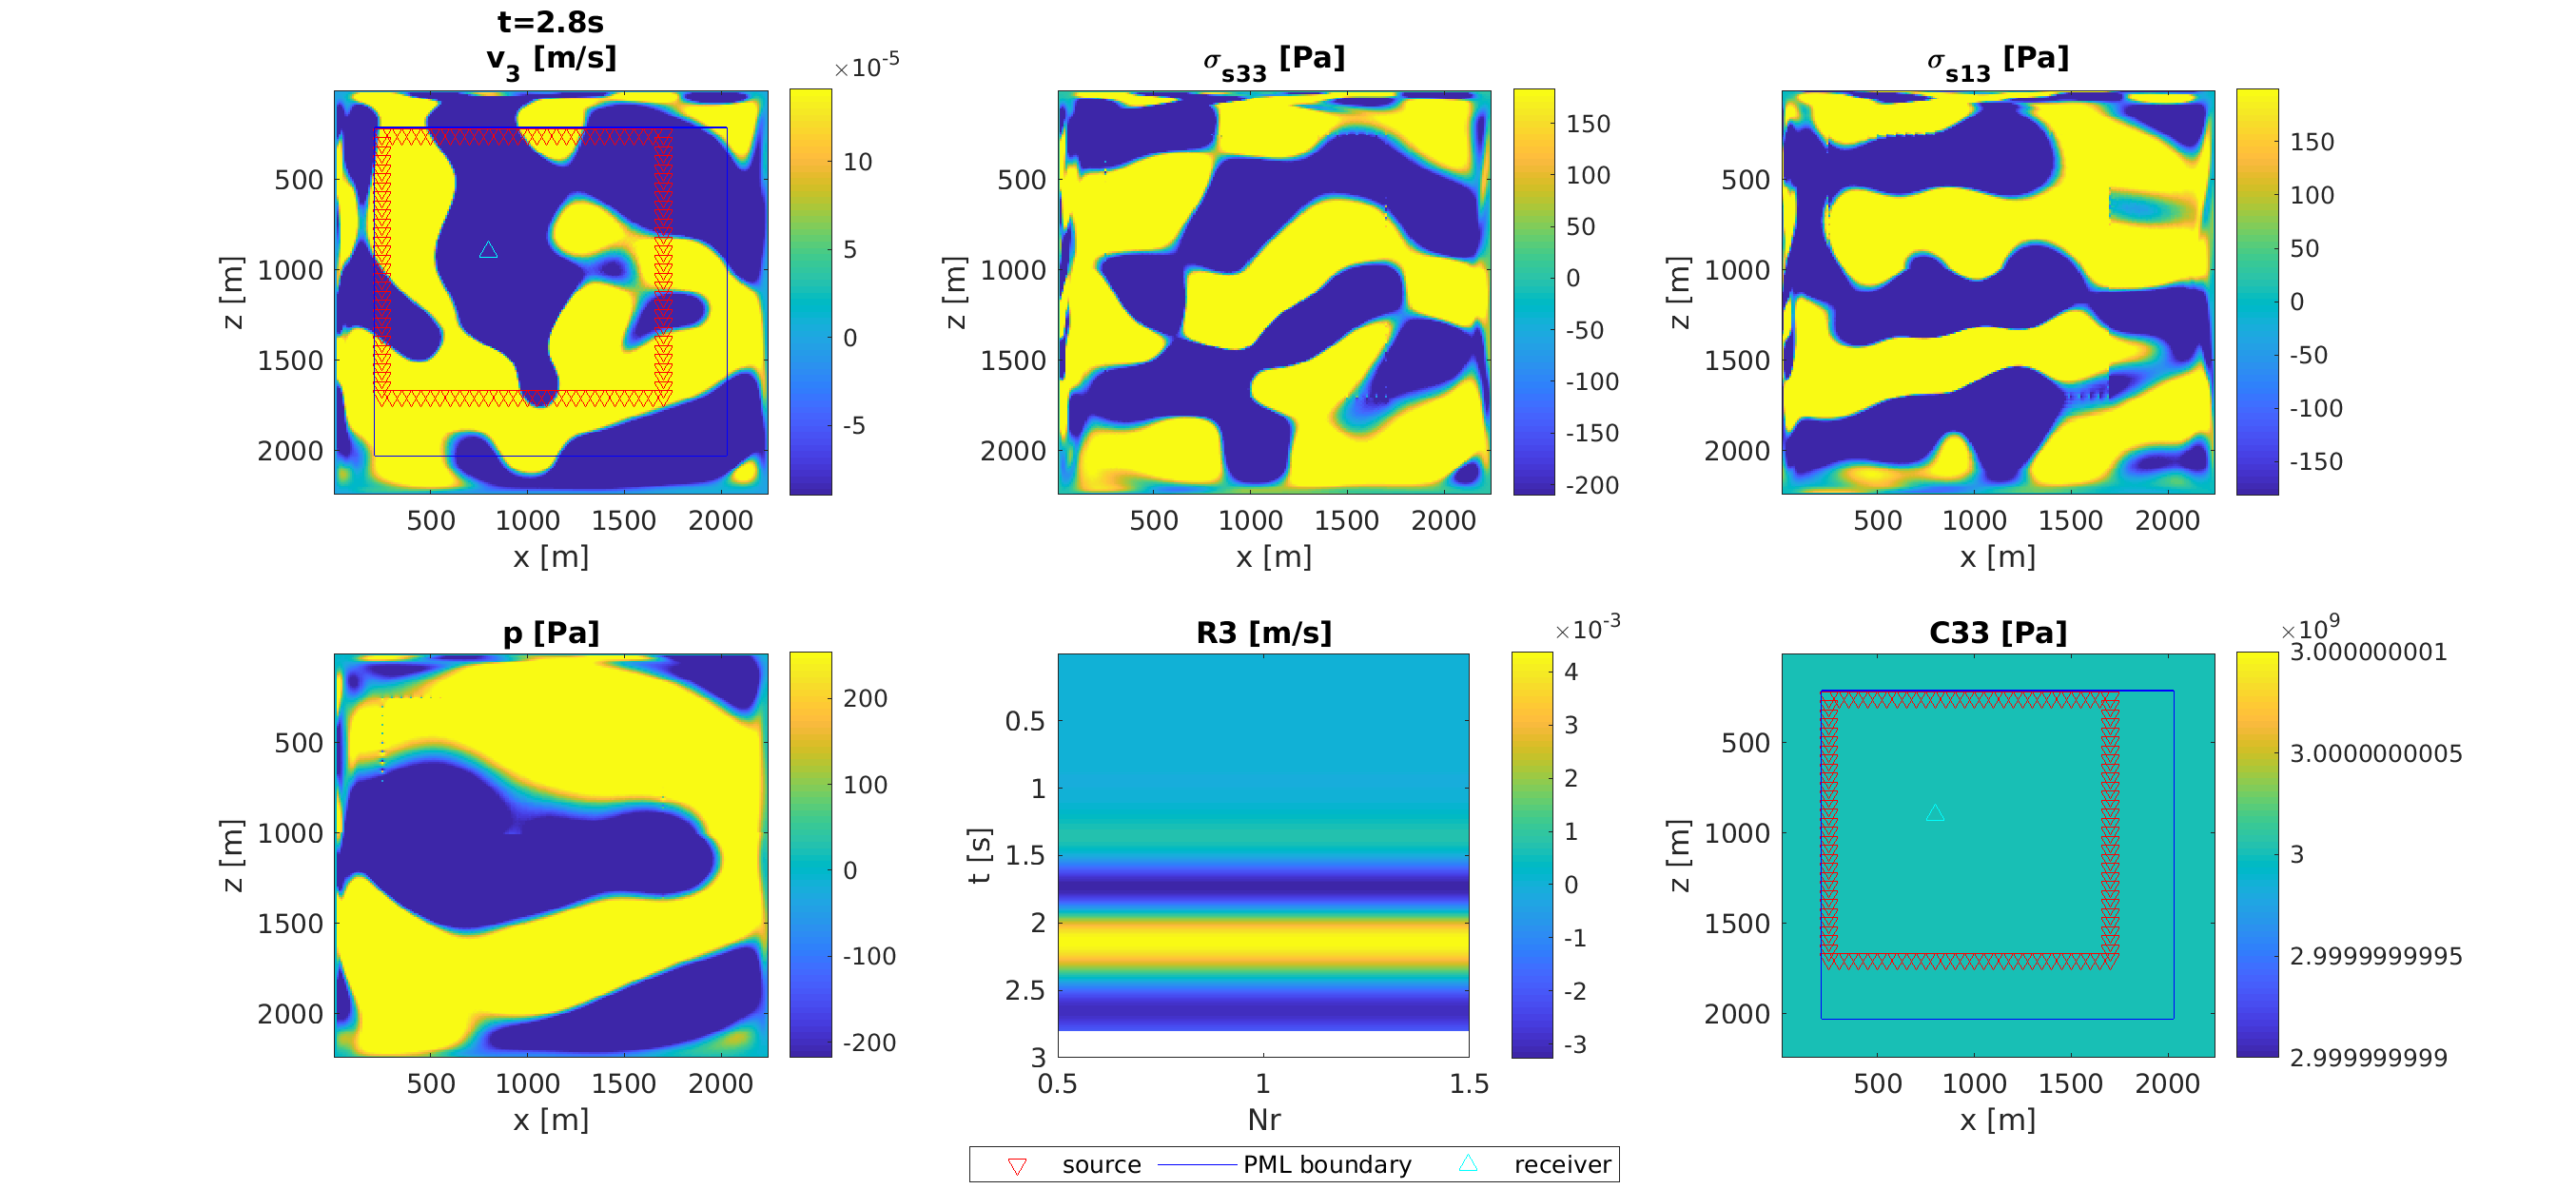 t=2.8s
v3 [m/s]
×10-5
10
5
0
-5
500
1000
1500
2000
z [m]
500 1000 1500 2000
x [m]
σs33 [Pa]
150
100
50
0
-50
-100
-150
-200
500
1000
1500
2000
z [m]
500 1000 1500 2000
x [m]
σs13 [Pa]
150
100
50
0
-50
-100
-150
500
1000
1500
2000
z [m]
500 1000 1500 2000
x [m]
p [Pa]
200
100
0
-100
-200
500
1000
1500
2000
z [m]
500 1000 1500 2000
x [m]
R3 [m/s]
×10-3
4
3
2
1
0
-1
-2
-3
0.5
1
1.5
2
2.5
3
t [s]
0.5 1 1.5
Nr
C33 [Pa]
×109
3.000000001
3.0000000005
3
2.9999999995
2.999999999
500
1000
1500
2000
z [m]
500 1000 1500 2000
x [m]
source PML boundary receiver